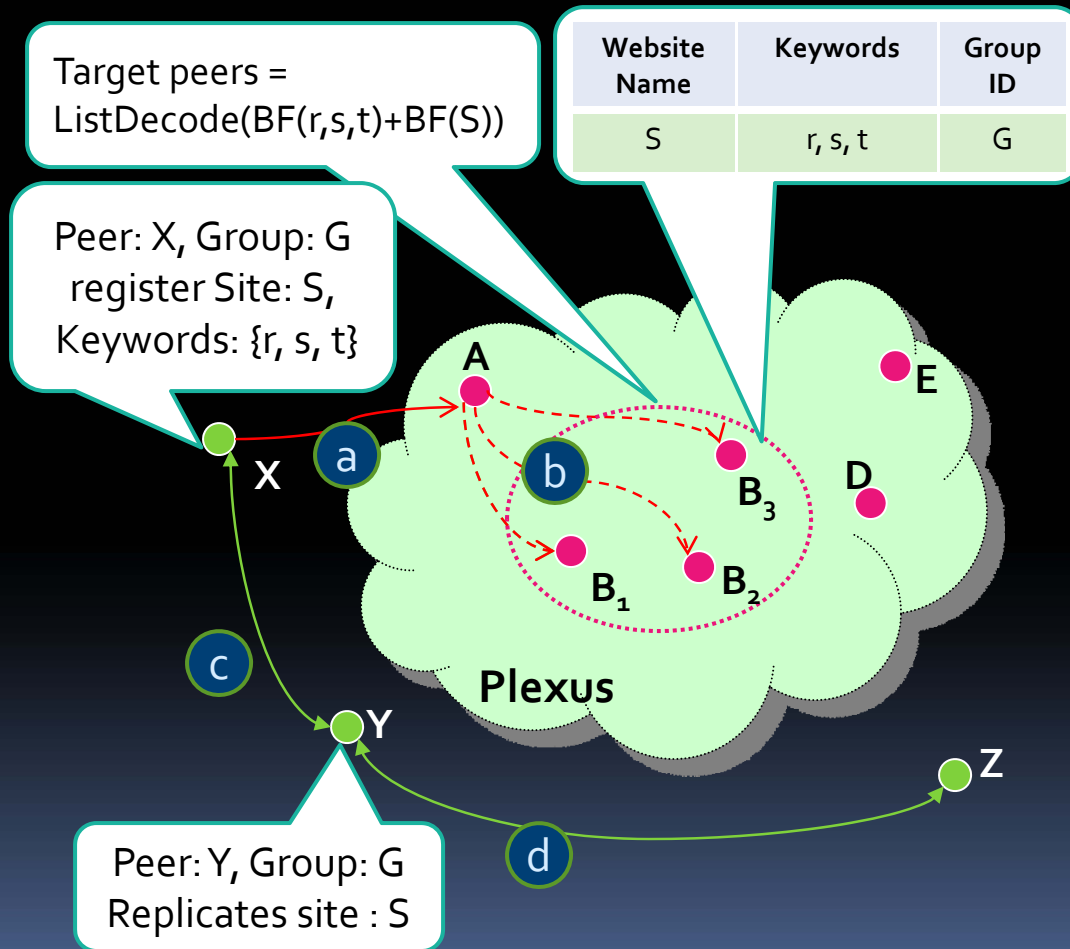 Target peers =
ListDecode(BF(r,s,t)+BF(S))
Website Name Keywords Group ID
S r, s, t G
Peer: X, Group: G
register Site: S,
Keywords: {r, s, t}
A
E
X
a
b
B₃
D
B₁
B₂
c
Plexus
Y
Z
d
Peer: Y, Group: G
Replicates site : S